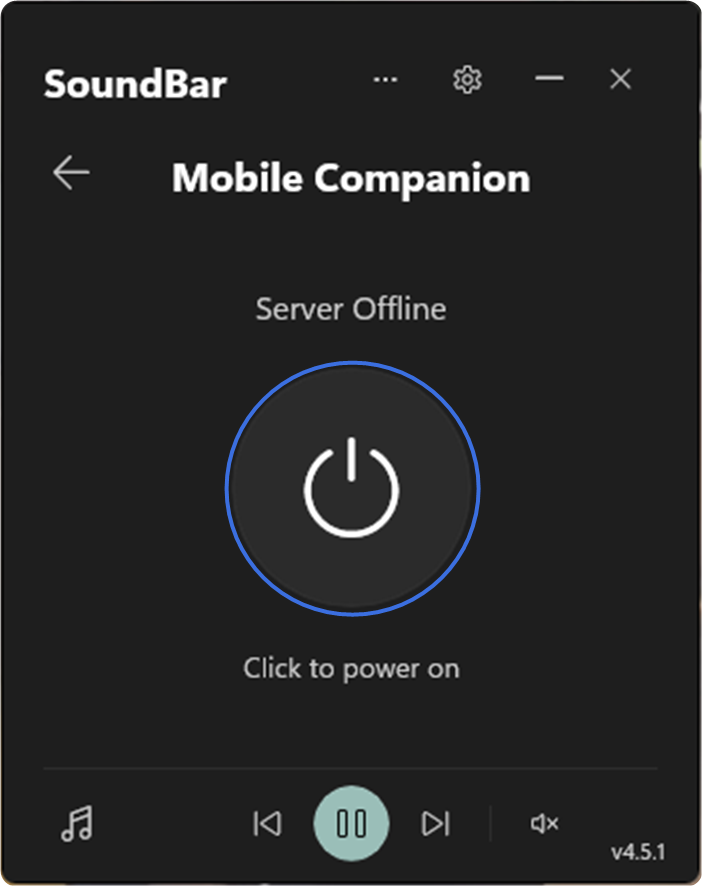 SoundBar
Mobile Companion
Server Offline
Click to power on
v4.5.1